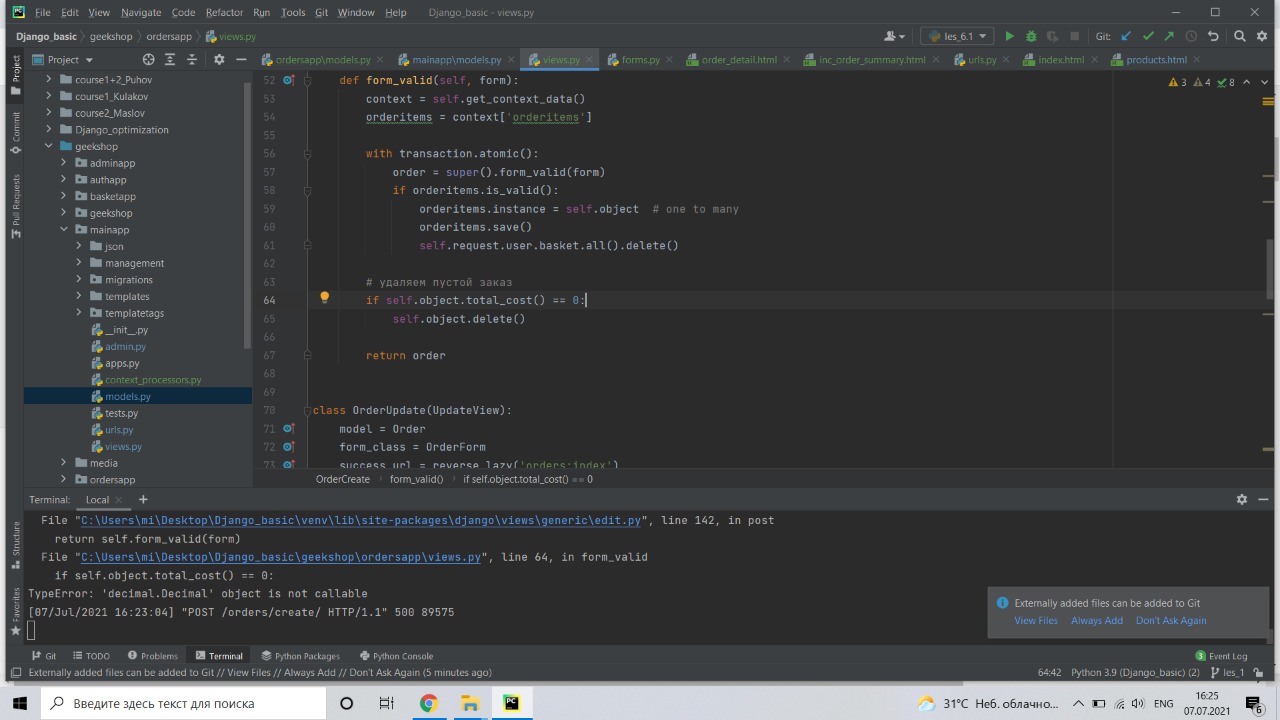 File Edit View Navigate Code Refactor Run Tools Git Window Help Django_basic - views.py
Django_basic geekshop ordersapp views.py les_6.1 Git:
Project ordersapp\models.py mainapp\models.py views.py forms.py order_detail.html inc_order_summary.html urls.py index.html products.html
Project
Commit
Pull Requests
Structure
Favorites
course1+2_Puhov
course1_Kulakov
course2_Maslov
Django_optimization
geekshop
adminapp
authapp
basketapp
geekshop
mainapp
json
management
migrations
templates
templatetags
__init__.py
admin.py
apps.py
context_processors.py
models.py
tests.py
urls.py
views.py
media
ordersapp
3 4 8
52 def form_valid(self, form):
53 context = self.get_context_data()
54 orderitems = context['orderitems']
55
56 with transaction.atomic():
57 order = super().form_valid(form)
58 if orderitems.is_valid():
59 orderitems.instance = self.object # one to many
60 orderitems.save()
61 self.request.user.basket.all().delete()
62
63 # удаляем пустой заказ
64 if self.object.total_cost() == 0:
65 self.object.delete()
66
67 return order
68
69
70 class OrderUpdate(UpdateView):
71 model = Order
72 form_class = OrderForm
73 success_url = reverse_lazy('orders:index')
OrderCreate form_valid() if self.object.total_cost() == 0
Terminal: Local +
File "C:\Users\mi\Desktop\Django_basic\venv\lib\site-packages\django\views\generic\edit.py", line 142, in post
return self.form_valid(form)
File "C:\Users\mi\Desktop\Django_basic\geekshop\ordersapp\views.py", line 64, in form_valid
if self.object.total_cost() == 0:
TypeError: 'decimal.Decimal' object is not callable
[07/Jul/2021 16:23:04] "POST /orders/create/ HTTP/1.1" 500 89575
Externally added files can be added to Git
View Files Always Add Don't Ask Again
Git TODO Problems Terminal Python Packages Python Console 3 Event Log
Externally added files can be added to Git // View Files // Always Add // Don't Ask Again (5 minutes ago) 64:42 Python 3.9 (Django_basic) (2) les_1
Введите здесь текст для поиска 31°C Неб. облачно... ENG 16:25
07.07.2021 6